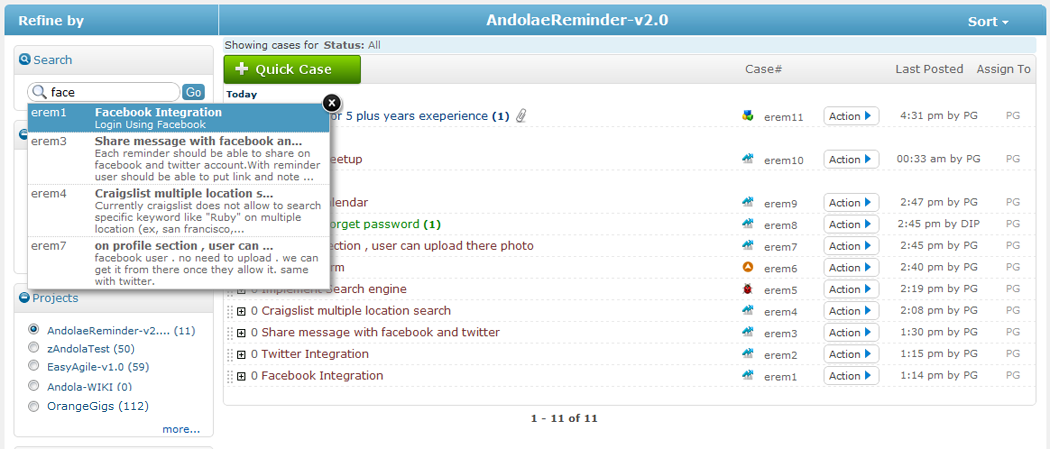 Refine by
AndolaeReminder-v2.0
Sort
Search
face
Go
erem1 Facebook Integration
Login Using Facebook
erem3 Share message with facebook an...
Each reminder should be able to share on
facebook and twitter account.With reminder
user should be able to put link and note ...
erem4 Craigslist multiple location s...
Currently craigslist does not allow to search
specific keyword like "Ruby" on multiple
location (ex, san francisco,...
erem7 on profile section , user can ...
facebook user . no need to upload . we can
get it from there once they allow it. same
with twitter.
Projects
AndolaeReminder-v2.... (11)
zAndolaTest (50)
EasyAgile-v1.0 (59)
Andola-WIKI (0)
OrangeGigs (112)
more...
Showing cases for Status: All
Quick Case Case# Last Posted Assign To
Today
or 5 plus years exeperience (1) erem11 Action 4:31 pm by PG PG
eetup erem10 Action 00:33 am by PG PG
alendar erem9 Action 2:47 pm by PG PG
orget password (1) erem8 Action 2:45 pm by DIP PG
ection , user can upload there photo erem7 Action 2:45 pm by PG PG
rm erem6 Action 2:40 pm by PG PG
0 Implement Search engine erem5 Action 2:19 pm by PG PG
0 Craigslist multiple location search erem4 Action 2:08 pm by PG PG
0 Share message with facebook and twitter erem3 Action 1:30 pm by PG PG
0 Twitter Integration erem2 Action 1:15 pm by PG PG
0 Facebook Integration erem1 Action 1:14 pm by PG PG
1 - 11 of 11